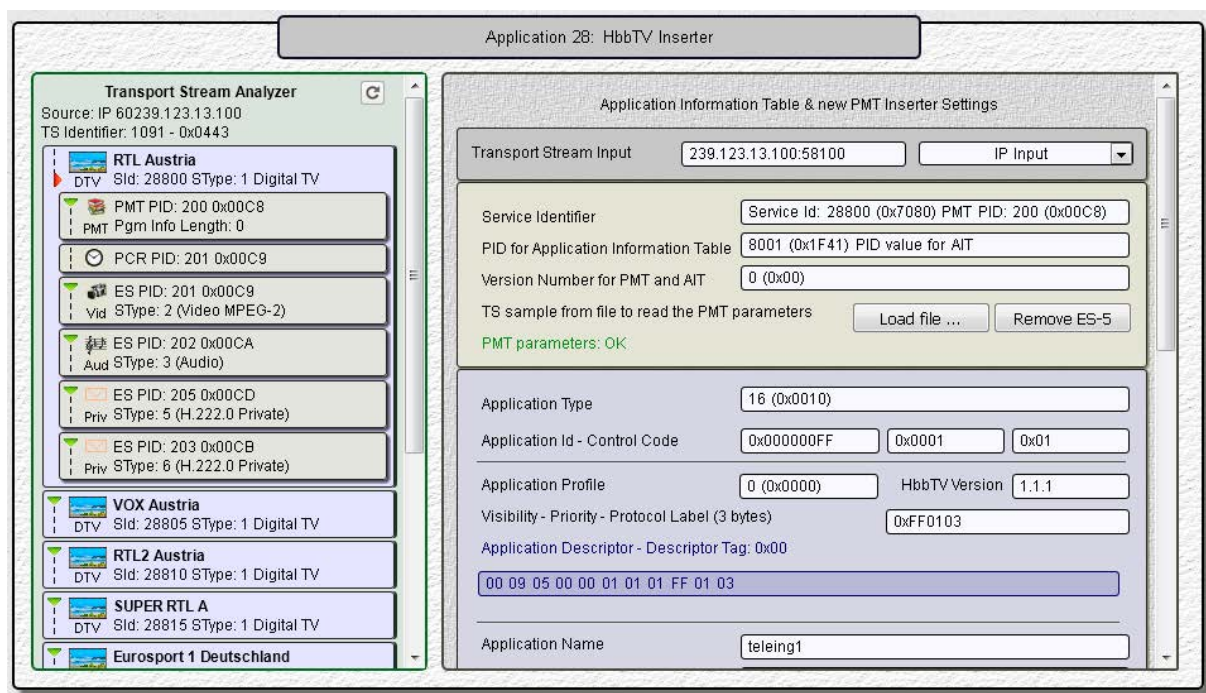 Application 28: HbbTV Inserter
Transport Stream Analyzer
Source: IP 60239.123.13.100
TS Identifier: 1091 - 0x0443
RTL Austria
DTV SId: 28800 SType: 1 Digital TV
PMT PID: 200 0x00C8
PMT Pgm Info Length: 0
PCR PID: 201 0x00C9
ES PID: 201 0x00C9
Vid SType: 2 (Video MPEG-2)
ES PID: 202 0x00CA
Aud SType: 3 (Audio)
ES PID: 205 0x00CD
Priv SType: 5 (H.222.0 Private)
ES PID: 203 0x00CB
Priv SType: 6 (H.222.0 Private)
VOX Austria
DTV SId: 28805 SType: 1 Digital TV
RTL2 Austria
DTV SId: 28810 SType: 1 Digital TV
SUPER RTL A
DTV SId: 28815 SType: 1 Digital TV
Eurosport 1 Deutschland
Application Information Table & new PMT Inserter Settings
Transport Stream Input 239.123.13.100:58100 IP Input
Service Identifier Service Id: 28800 (0x7080) PMT PID: 200 (0x00C8)
PID for Application Information Table 8001 (0x1F41) PID value for AIT
Version Number for PMT and AIT 0 (0x00)
TS sample from file to read the PMT parameters Load file ... Remove ES-5
PMT parameters: OK
Application Type 16 (0x0010)
Application Id - Control Code 0x000000FF 0x0001 0x01
Application Profile 0 (0x0000) HbbTV Version 1.1.1
Visibility - Priority - Protocol Label (3 bytes) 0xFF0103
Application Descriptor - Descriptor Tag: 0x00
00 09 05 00 00 01 01 01 FF 01 03
Application Name teleing1